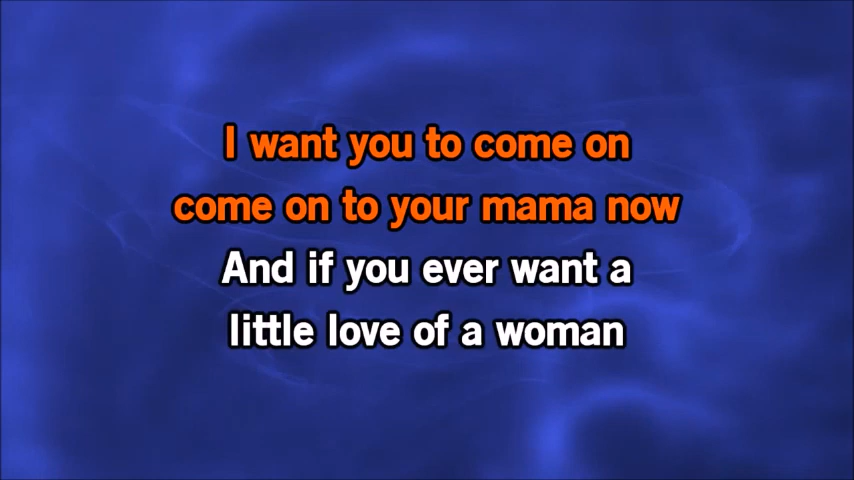 I want you to come on
come on to your mama now
And if you ever want a
little love of a woman